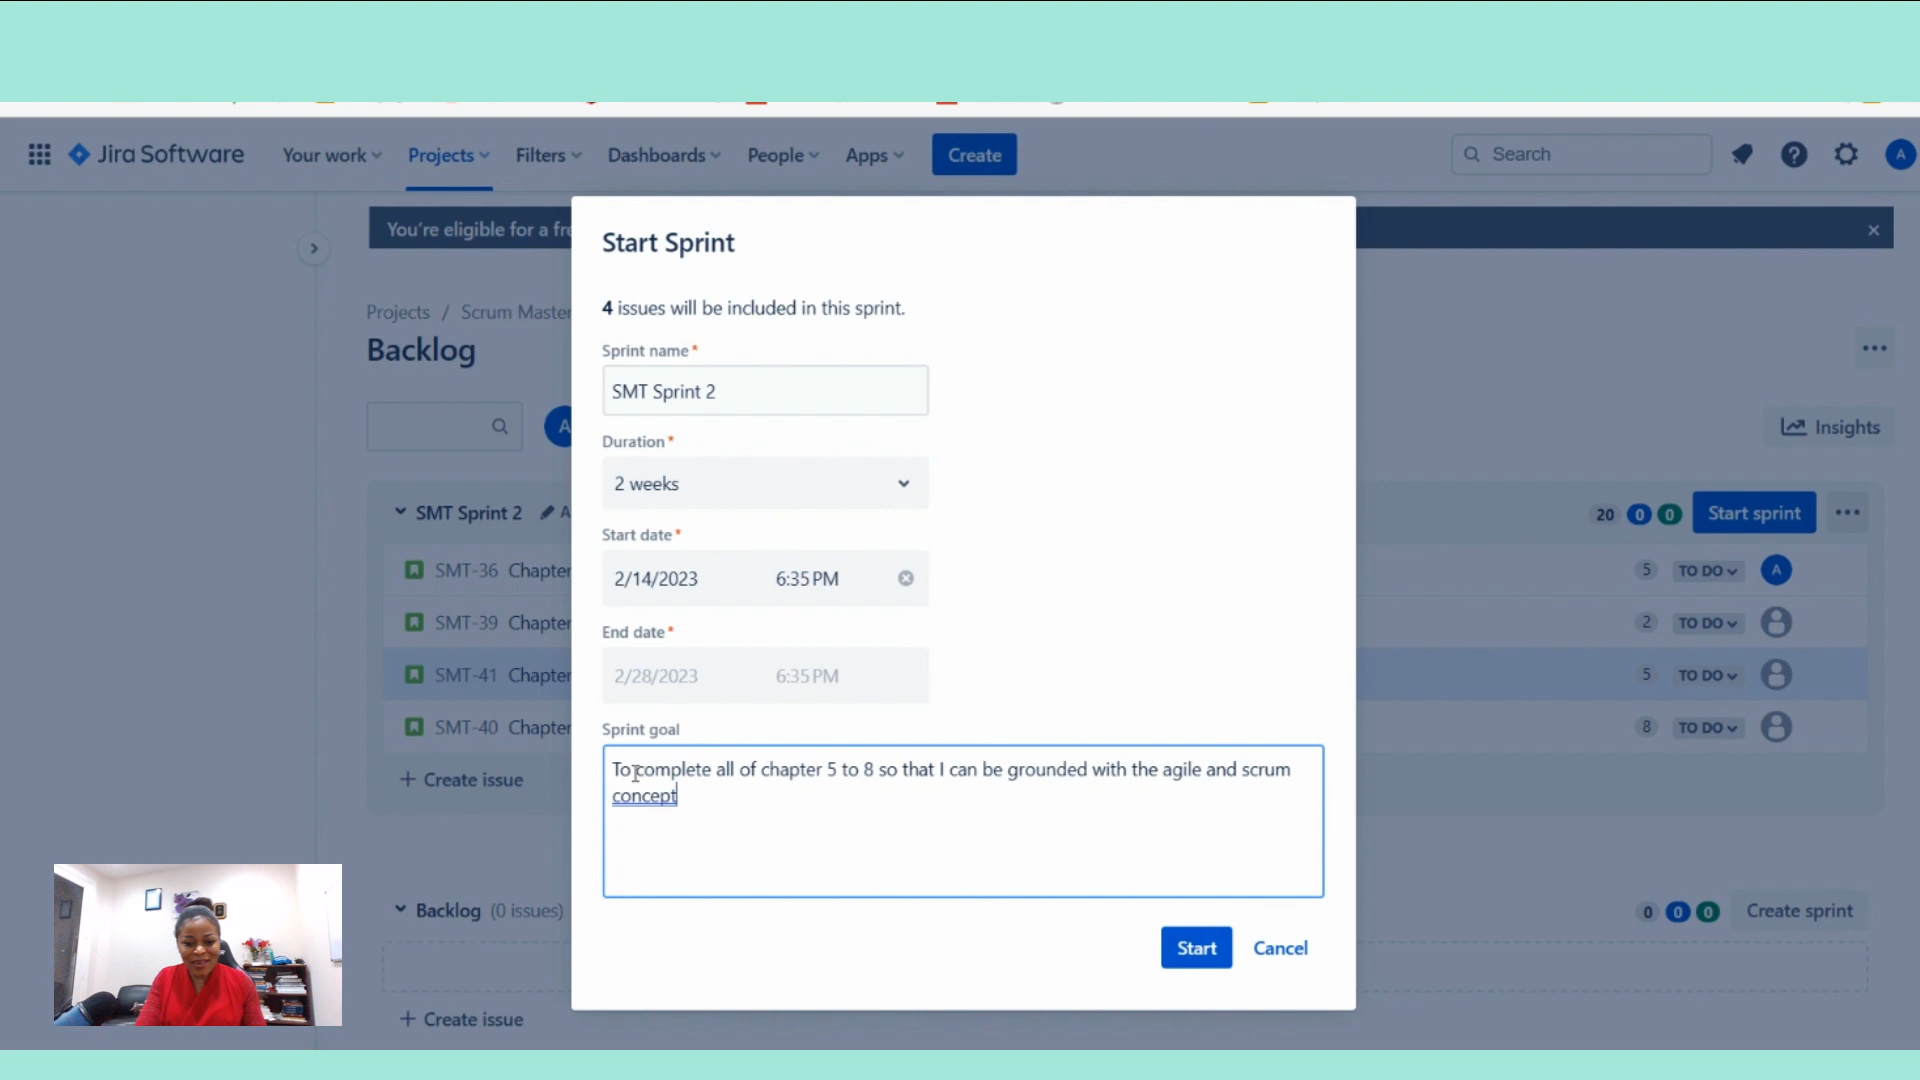 Jira Software
Your work
Projects
Filters
Dashboards
People
Apps
Create
Search
A
You're eligible for a fre
Projects / Scrum Master
Backlog
A
Insights
SMT Sprint 2
A
20 0 0
Start sprint
SMT-36 Chapter
5 TO DO A
SMT-39 Chapter
2 TO DO
SMT-41 Chapter
5 TO DO
SMT-40 Chapter
8 TO DO
+ Create issue
Backlog (0 issues)
0 0 0
Create sprint
+ Create issue
Start Sprint
4 issues will be included in this sprint.
Sprint name*
SMT Sprint 2
Duration*
2 weeks
Start date*
2/14/2023 6:35 PM
End date*
2/28/2023 6:35 PM
Sprint goal
To complete all of chapter 5 to 8 so that I can be grounded with the agile and scrum
concept
Start
Cancel